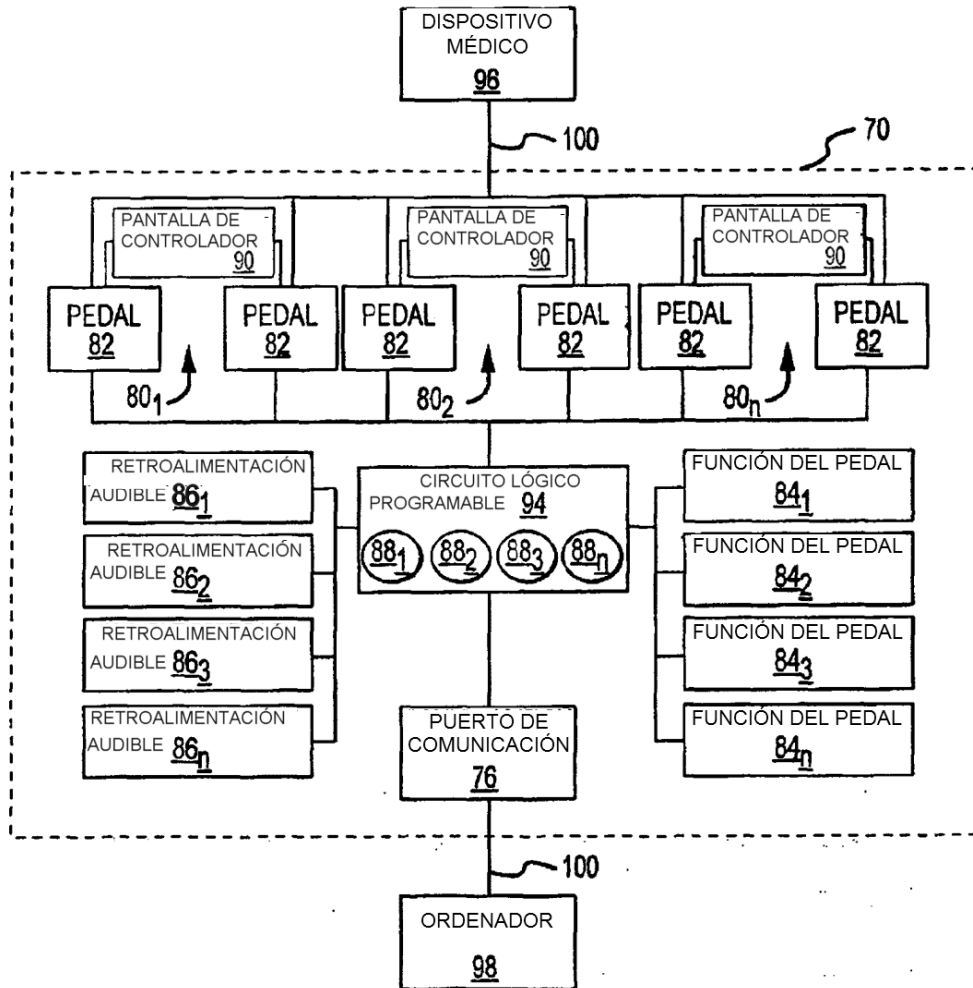 DISPOSITIVO
MÉDICO
96
100
70
PANTALLA DE
CONTROLADOR
90
PANTALLA DE
CONTROLADOR
90
PANTALLA DE
CONTROLADOR
90
PEDAL
82
PEDAL
82
PEDAL
82
PEDAL
82
PEDAL
82
PEDAL
82
80₁
80₂
80ₙ
RETROALIMENTACIÓN
AUDIBLE 86₁
RETROALIMENTACIÓN
AUDIBLE 86₂
RETROALIMENTACIÓN
AUDIBLE 86₃
RETROALIMENTACIÓN
AUDIBLE 86ₙ
CIRCUITO LÓGICO
PROGRAMABLE 94
88₁ 88₂ 88₃ 88ₙ
FUNCIÓN DEL PEDAL
84₁
FUNCIÓN DEL PEDAL
84₂
FUNCIÓN DEL PEDAL
84₃
FUNCIÓN DEL PEDAL
84ₙ
PUERTO DE
COMUNICACIÓN
76
100
ORDENADOR
98